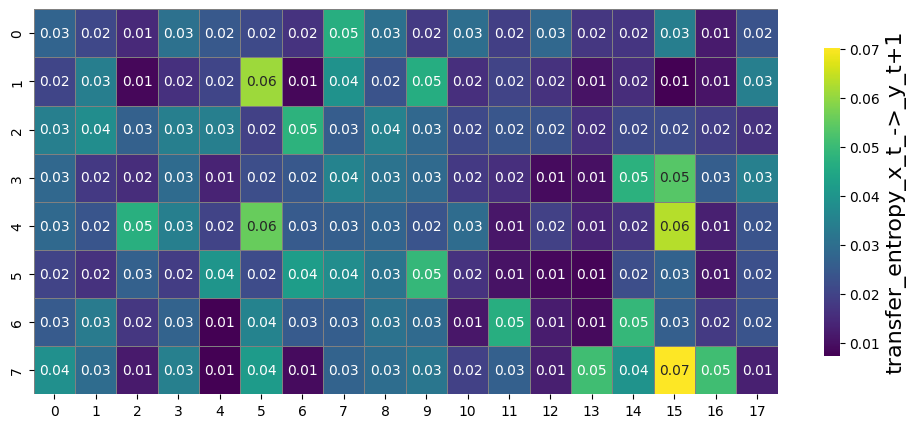 0 0.03 0.02 0.01 0.03 0.02 0.02 0.02 0.05 0.03 0.02 0.03 0.02 0.03 0.02 0.02 0.03 0.01 0.02
1 0.02 0.03 0.01 0.02 0.02 0.06 0.01 0.04 0.02 0.05 0.02 0.02 0.02 0.01 0.02 0.01 0.01 0.03
2 0.03 0.04 0.03 0.03 0.03 0.02 0.05 0.03 0.04 0.03 0.02 0.02 0.02 0.02 0.02 0.02 0.02 0.02
3 0.03 0.02 0.02 0.03 0.01 0.02 0.02 0.04 0.03 0.03 0.02 0.02 0.01 0.01 0.05 0.05 0.03 0.03
4 0.03 0.02 0.05 0.03 0.02 0.06 0.03 0.03 0.03 0.02 0.03 0.01 0.02 0.01 0.02 0.06 0.01 0.02
5 0.02 0.02 0.03 0.02 0.04 0.02 0.04 0.04 0.03 0.05 0.02 0.01 0.01 0.01 0.02 0.03 0.01 0.02
6 0.03 0.03 0.02 0.03 0.01 0.04 0.03 0.03 0.03 0.03 0.01 0.05 0.01 0.01 0.05 0.03 0.02 0.02
7 0.04 0.03 0.01 0.03 0.01 0.04 0.01 0.03 0.03 0.03 0.02 0.03 0.01 0.05 0.04 0.07 0.05 0.01
0 1 2 3 4 5 6 7 8 9 10 11 12 13 14 15 16 17
0.07
0.06
0.05
0.04
0.03
0.02
0.01
transfer_entropy_x_t_->_y_t+1